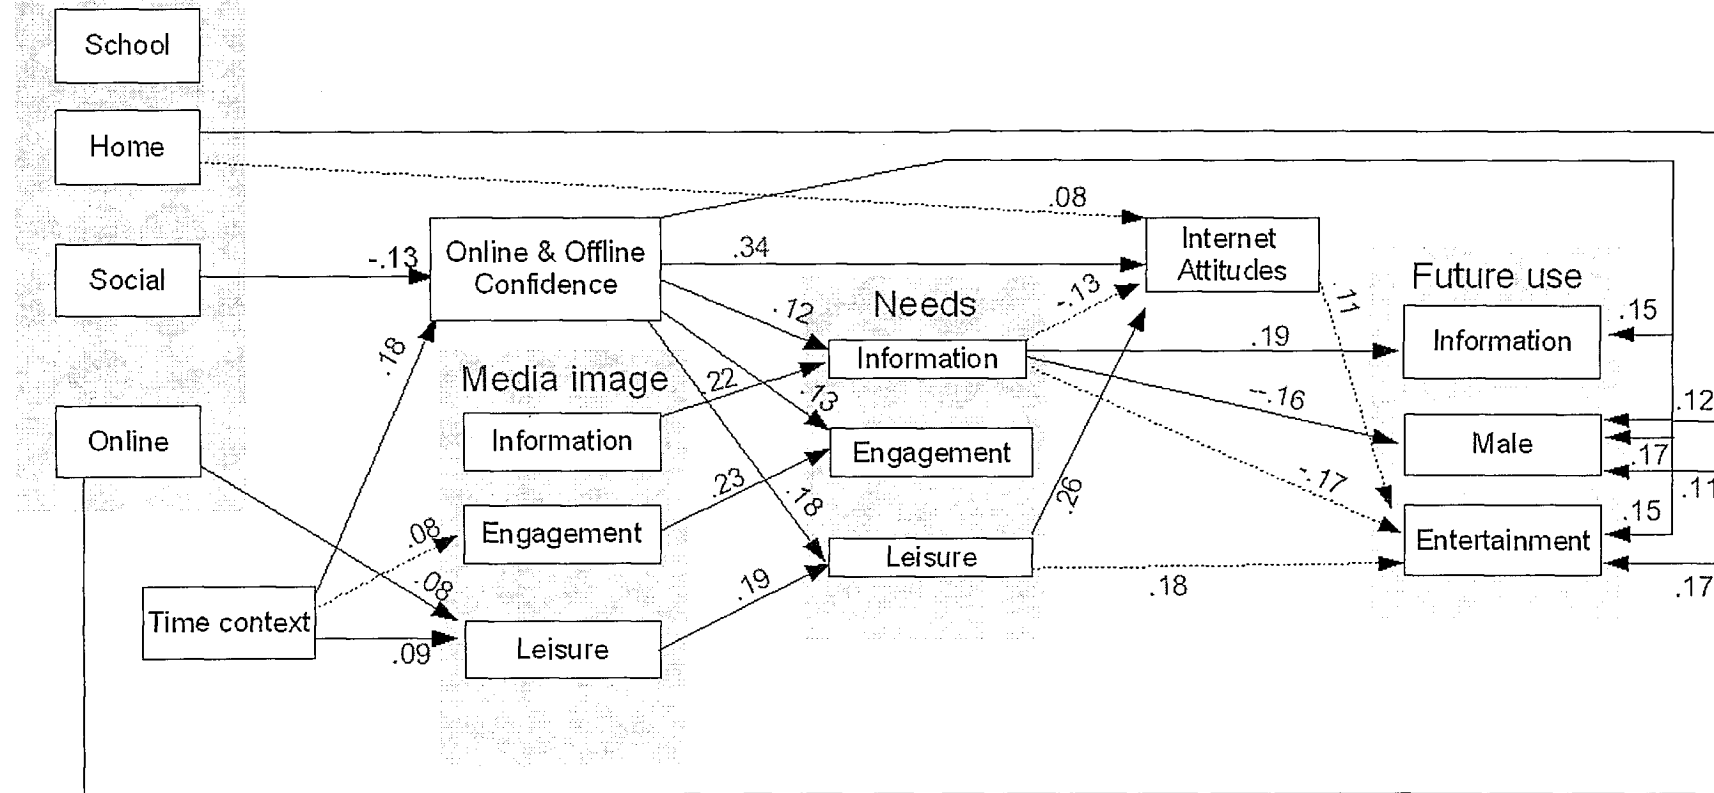 School
Home
.08
Social
-.13
Online & Offline
Confidence
.34
Internet
Attitudes
Future use
Needs
-.13
.11
.15
.12
Information
.19
Information
.18
Media image
.22
--.16
.12
Online
Information
.13
Engagement
Male
.17
-.17
.11
.23
.18
.26
.15
.08
Engagement
Leisure
Entertainment
.08
.19
.18
.17
Time context
.09
Leisure